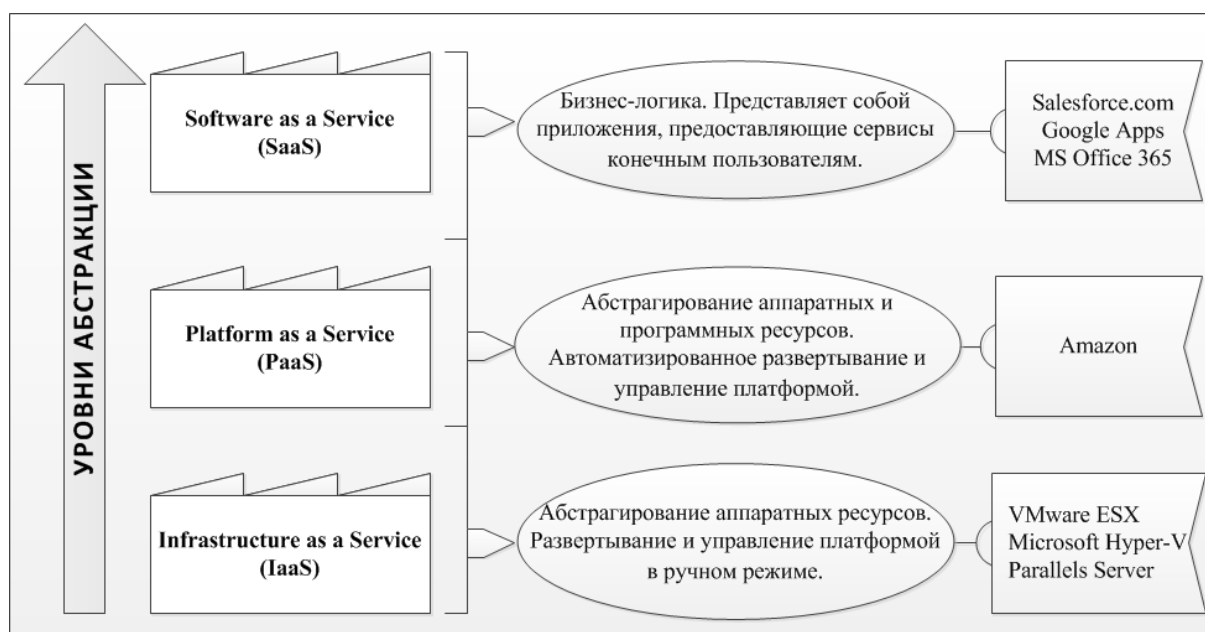 УРОВНИ АБСТРАКЦИИ
Software as a Service
(SaaS)
Бизнес-логика. Представляет собой
приложения, предоставляющие сервисы
конечным пользователям.
Salesforce.com
Google Apps
MS Office 365
Platform as a Service
(PaaS)
Абстрагирование аппаратных и
программных ресурсов.
Автоматизированное развертывание и
управление платформой.
Amazon
Infrastructure as a Service
(IaaS)
Абстрагирование аппаратных ресурсов.
Развертывание и управление платформой
в ручном режиме.
VMware ESX
Microsoft Hyper-V
Parallels Server